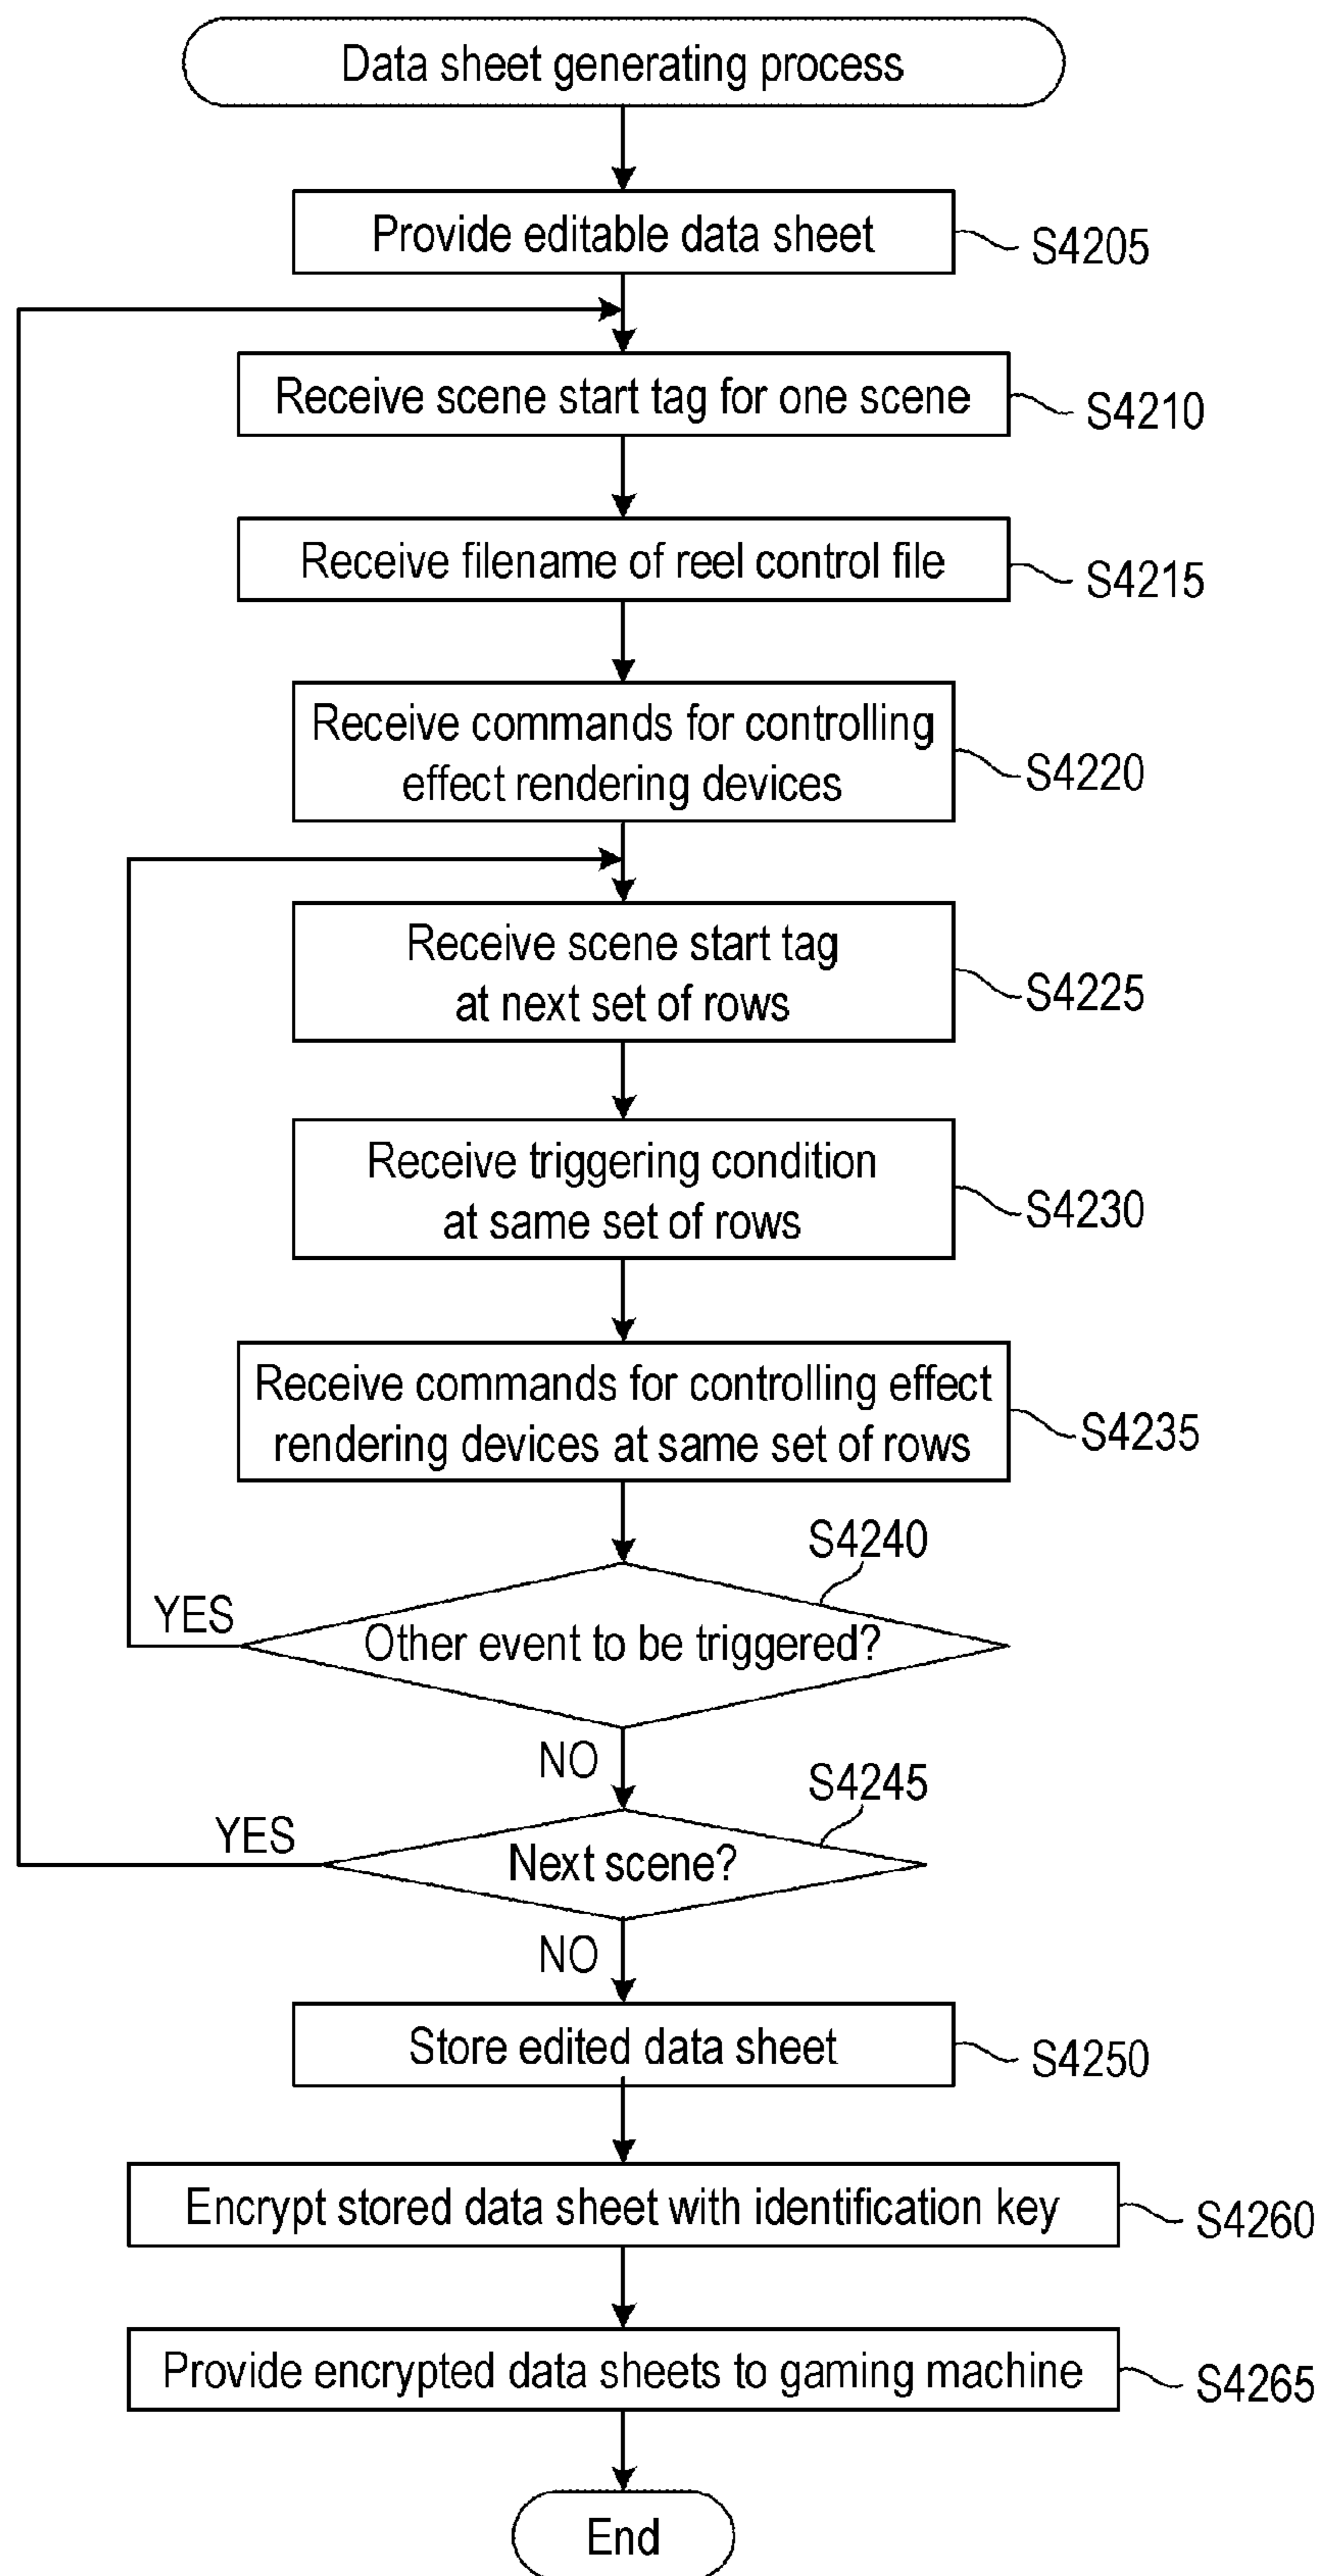 Data sheet generating process
Provide editable data sheet
S4205
Receive scene start tag for one scene
S4210
Receive filename of reel control file
S4215
Receive commands for controlling
effect rendering devices
S4220
Receive scene start tag
at next set of rows
S4225
Receive triggering condition
at same set of rows
S4230
Receive commands for controlling effect
rendering devices at same set of rows
S4235
S4240
YES
Other event to be triggered?
NO
S4245
YES
Next scene?
NO
Store edited data sheet
S4250
Encrypt stored data sheet with identification key
S4260
Provide encrypted data sheets to gaming machine
S4265
End